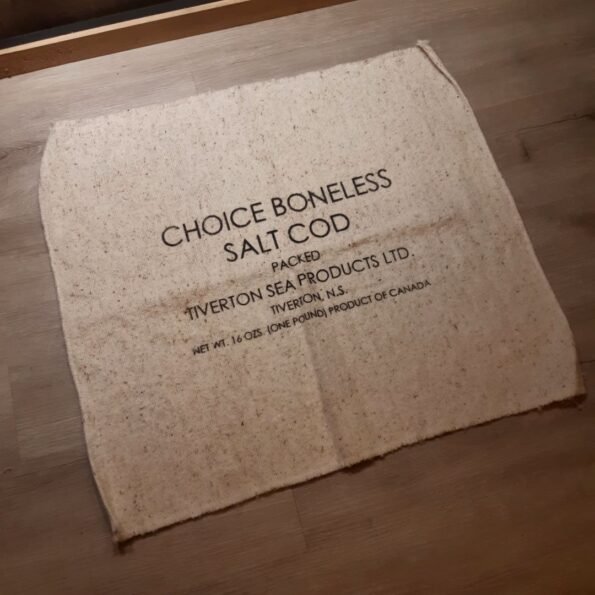 CHOICE BONELESS
SALT COD
PACKED
TIVERTON SEA PRODUCTS LTD.
TIVERTON, N.S.
NET WT. 16 OZS. (ONE POUND) PRODUCT OF CANADA